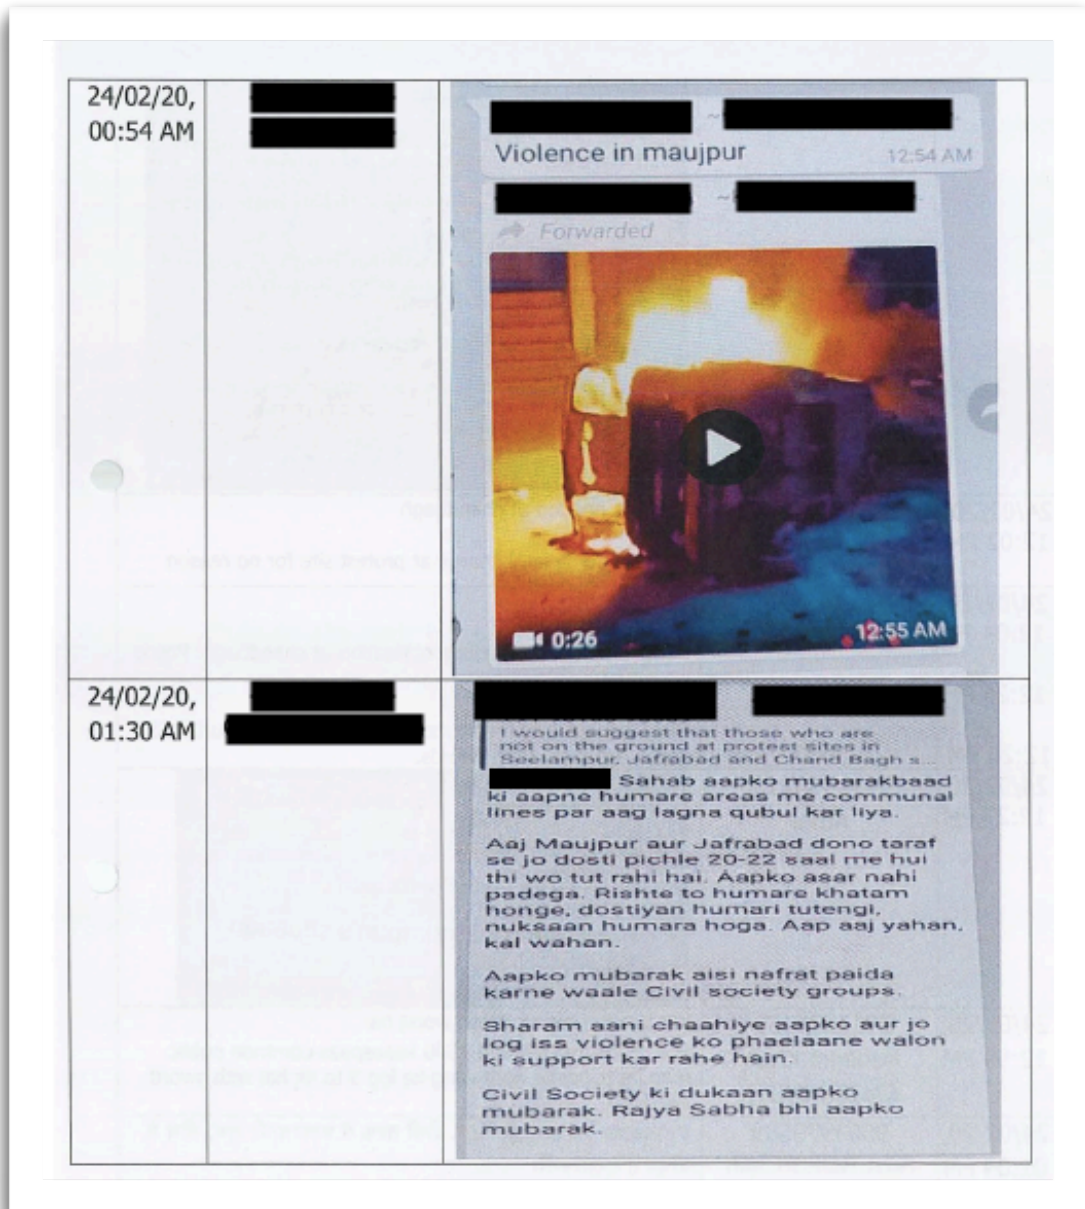 24/02/20,
00:54 AM
Violence in maujpur
12:54 AM
Forwarded
0:26
12:55 AM
24/02/20,
01:30 AM
I would suggest that those who are
not on the ground at protest sites in
Seelampur, Jafrabad and Chand Bagh s...
Sahab aapko mubarakbaad
ki aapne humare areas me communal
lines par aag lagna qubul kar liya.
Aaj Maujpur aur Jafrabad dono taraf
se jo dosti pichle 20-22 saal me hui
thi wo tut rahi hai. Aapko asar nahi
padega. Rishte to humare khatam
honge, dostiyan humari tutengi,
nuksaan humara hoga. Aap aaj yahan,
kal wahan.
Aapko mubarak aisi nafrat paida
karne waale Civil society groups.
Sharam aani chaahiye aapko aur jo
log iss violence ko phaelaane walon
ki support kar rahe hain.
Civil Society ki dukaan aapko
mubarak. Rajya Sabha bhi aapko
mubarak.